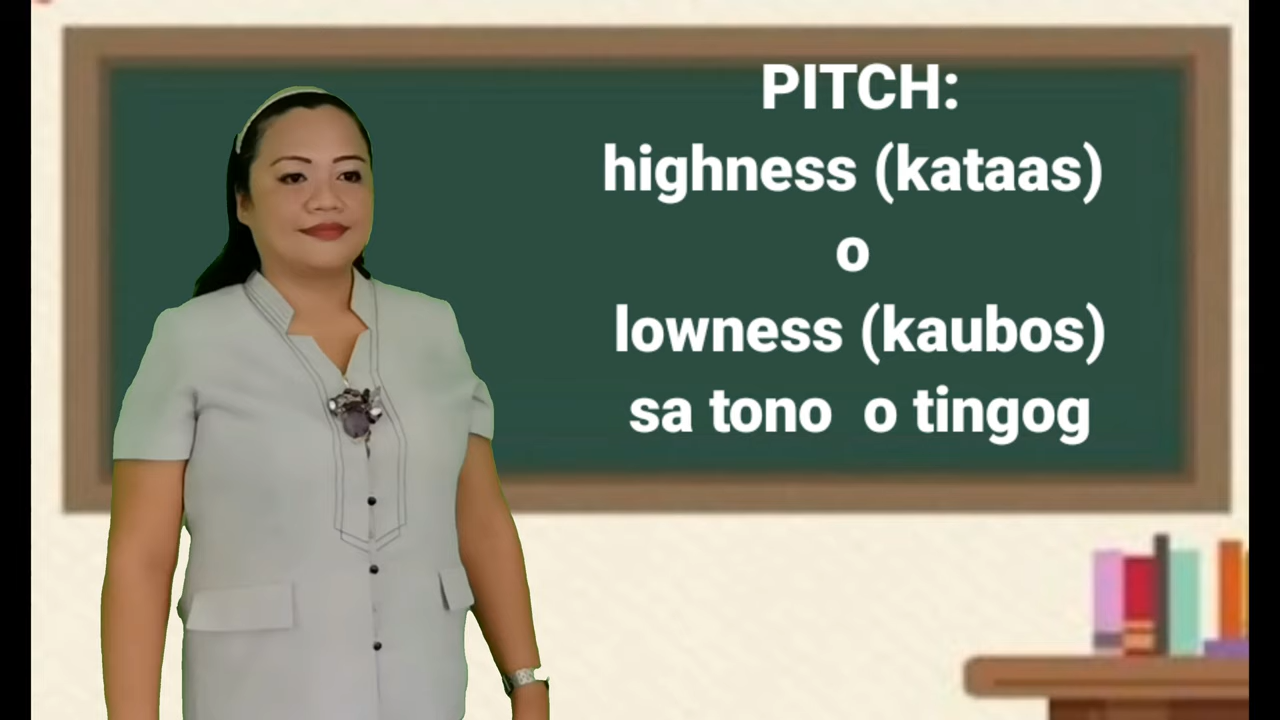 PITCH:
highness (kataas)
o
lowness (kaubos)
sa tono o tingog